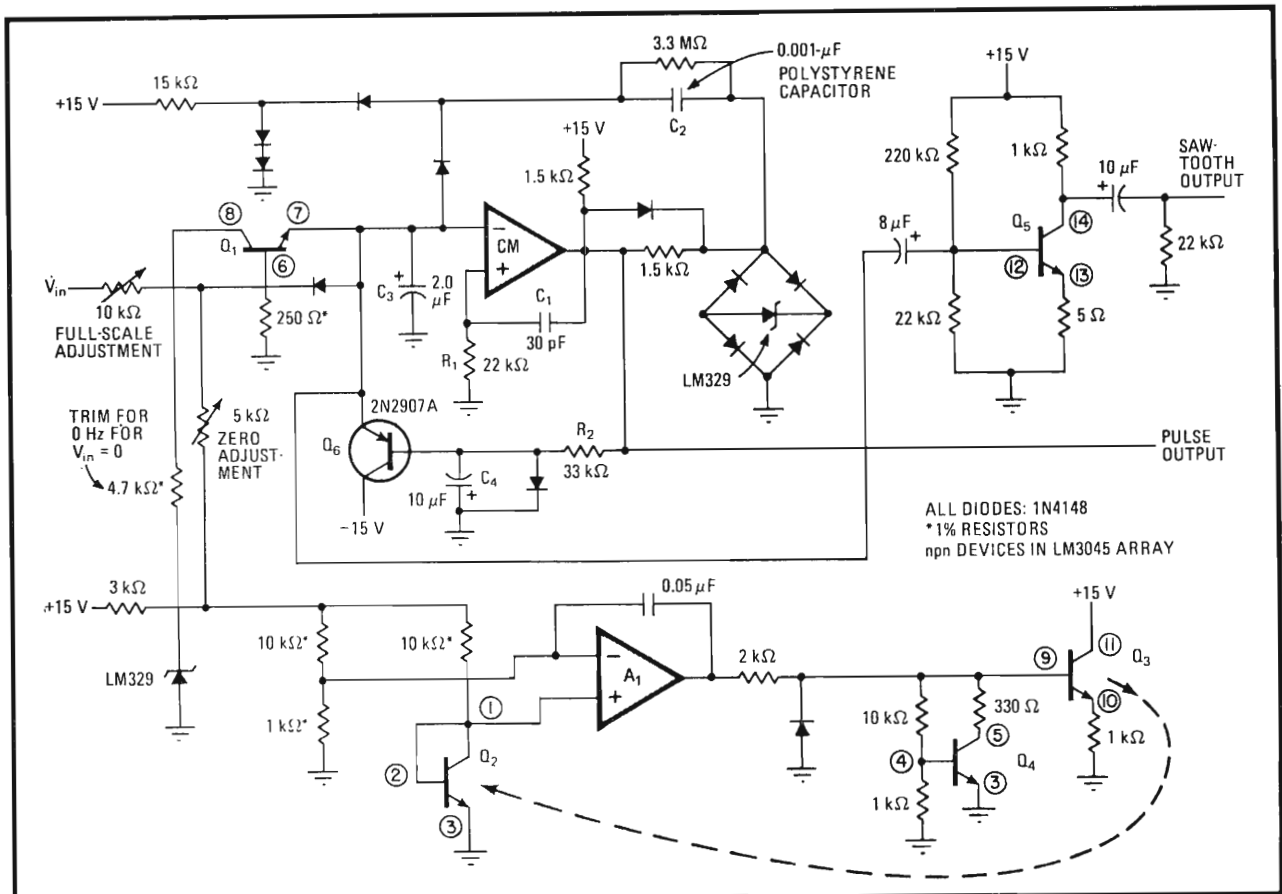 3.3 MΩ
0.001-μF
POLYSTYRENE
CAPACITOR
15 kΩ
+15 V
C2
+15 V
+15 V
1.5 kΩ
220 kΩ
1 kΩ
10 μF
+
SAW-
TOOTH
OUTPUT
8
7
Q1
6
CM
−
+
8 μF
+
Q5
14
12
13
1.5 kΩ
22 kΩ
Vin
10 kΩ
FULL-SCALE
ADJUSTMENT
250 Ω*
C3
+
2.0
μF
C1
30 pF
R1
22 kΩ
22 kΩ
5 Ω
LM329
TRIM FOR
0 Hz FOR
Vin = 0
4.7 kΩ*
5 kΩ
ZERO
ADJUST-
MENT
2N2907A
Q6
R2
33 kΩ
PULSE
OUTPUT
10 μF
C4
+
−15 V
ALL DIODES: 1N4148
*1% RESISTORS
npn DEVICES IN LM3045 ARRAY
+15 V
3 kΩ
0.05 μF
+15 V
10 kΩ*
10 kΩ*
LM329
A1
−
+
2 kΩ
9
11
Q3
10
1 kΩ*
1
2
Q2
3
10 kΩ
330 Ω
5
4
Q4
3
1 kΩ
1 kΩ